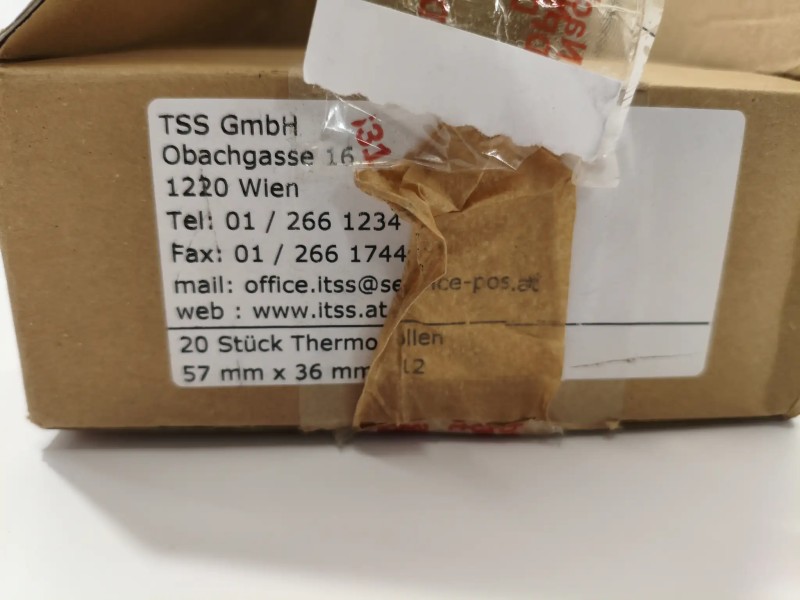 TSS GmbH
Obachgasse 16
1220 Wien
Tel: 01 / 266 1234
Fax: 01 / 266 1744
mail: office.itss@se ice-pos.at
web : www.itss.at
20 Stück Thermo ollen
57 mm x 36 mm 12